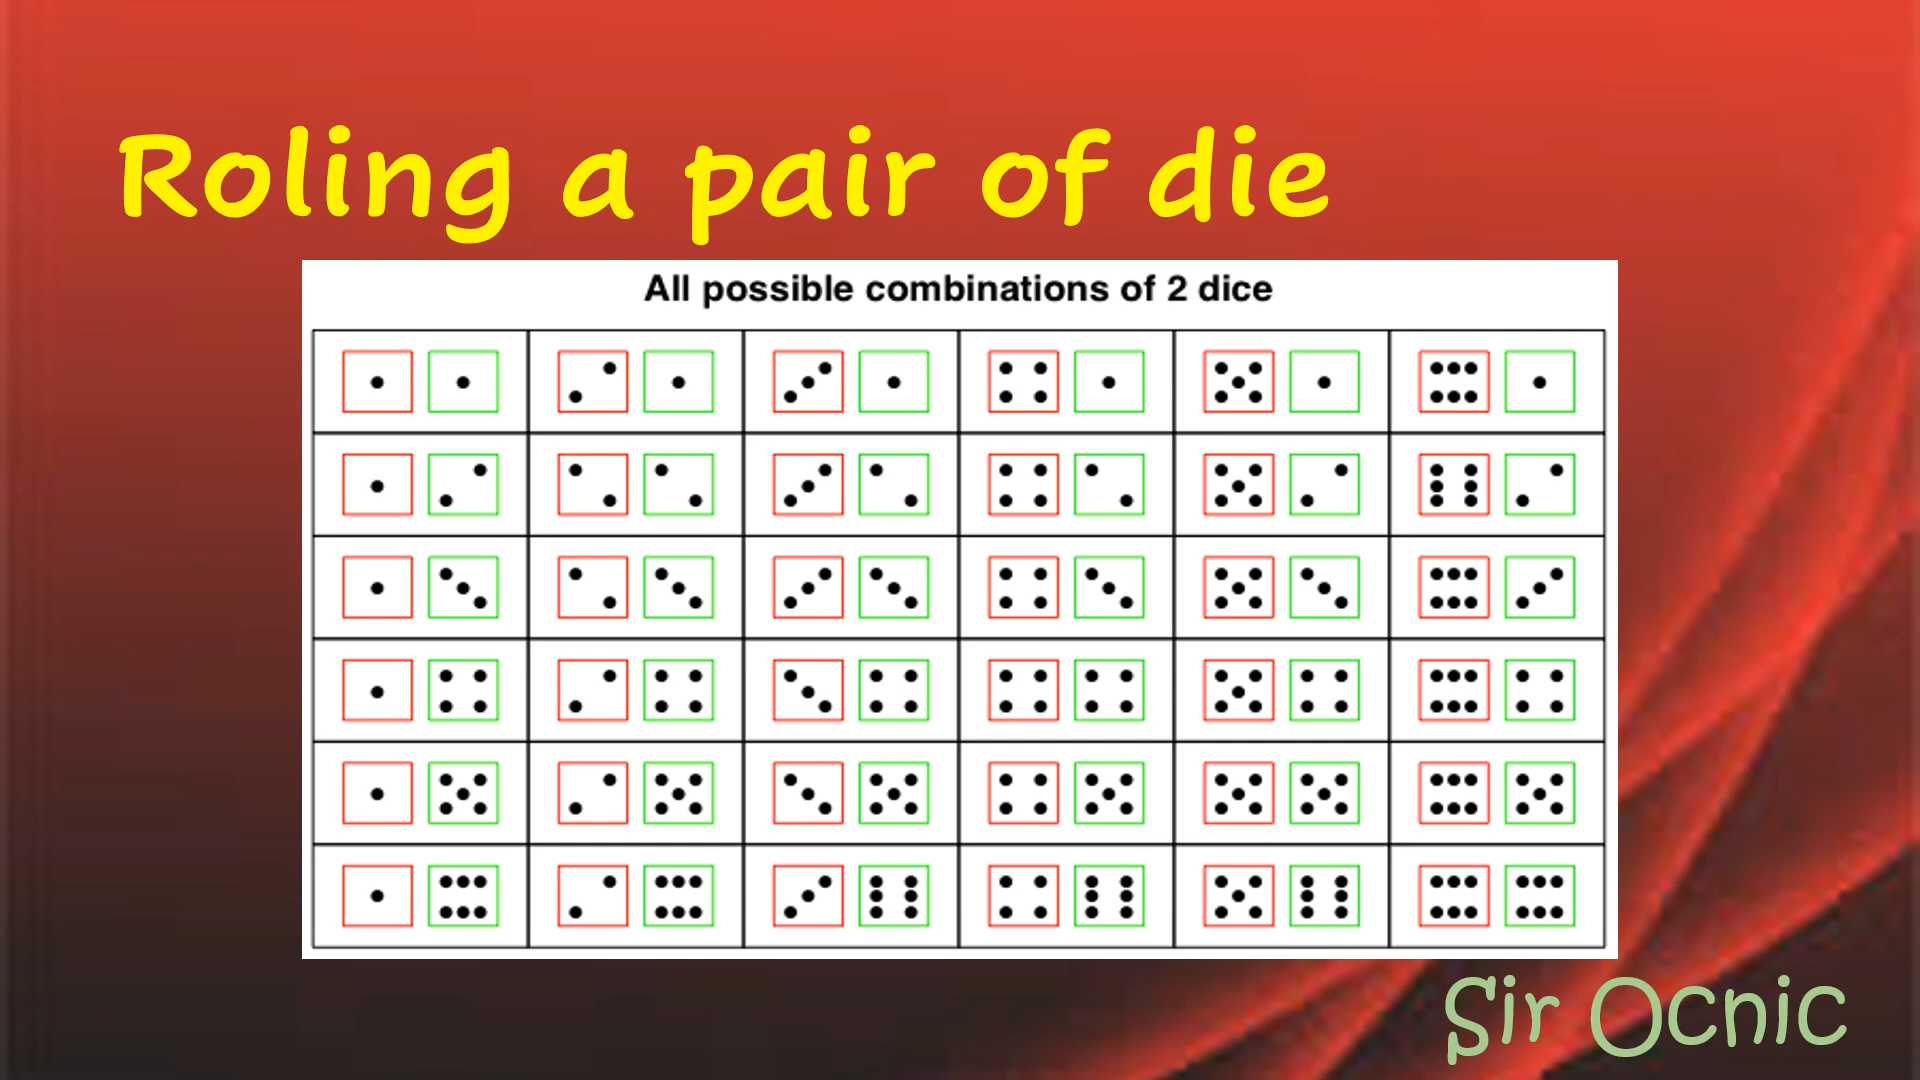 Roling a pair of die
All possible combinations of 2 dice
Sir Ocnic